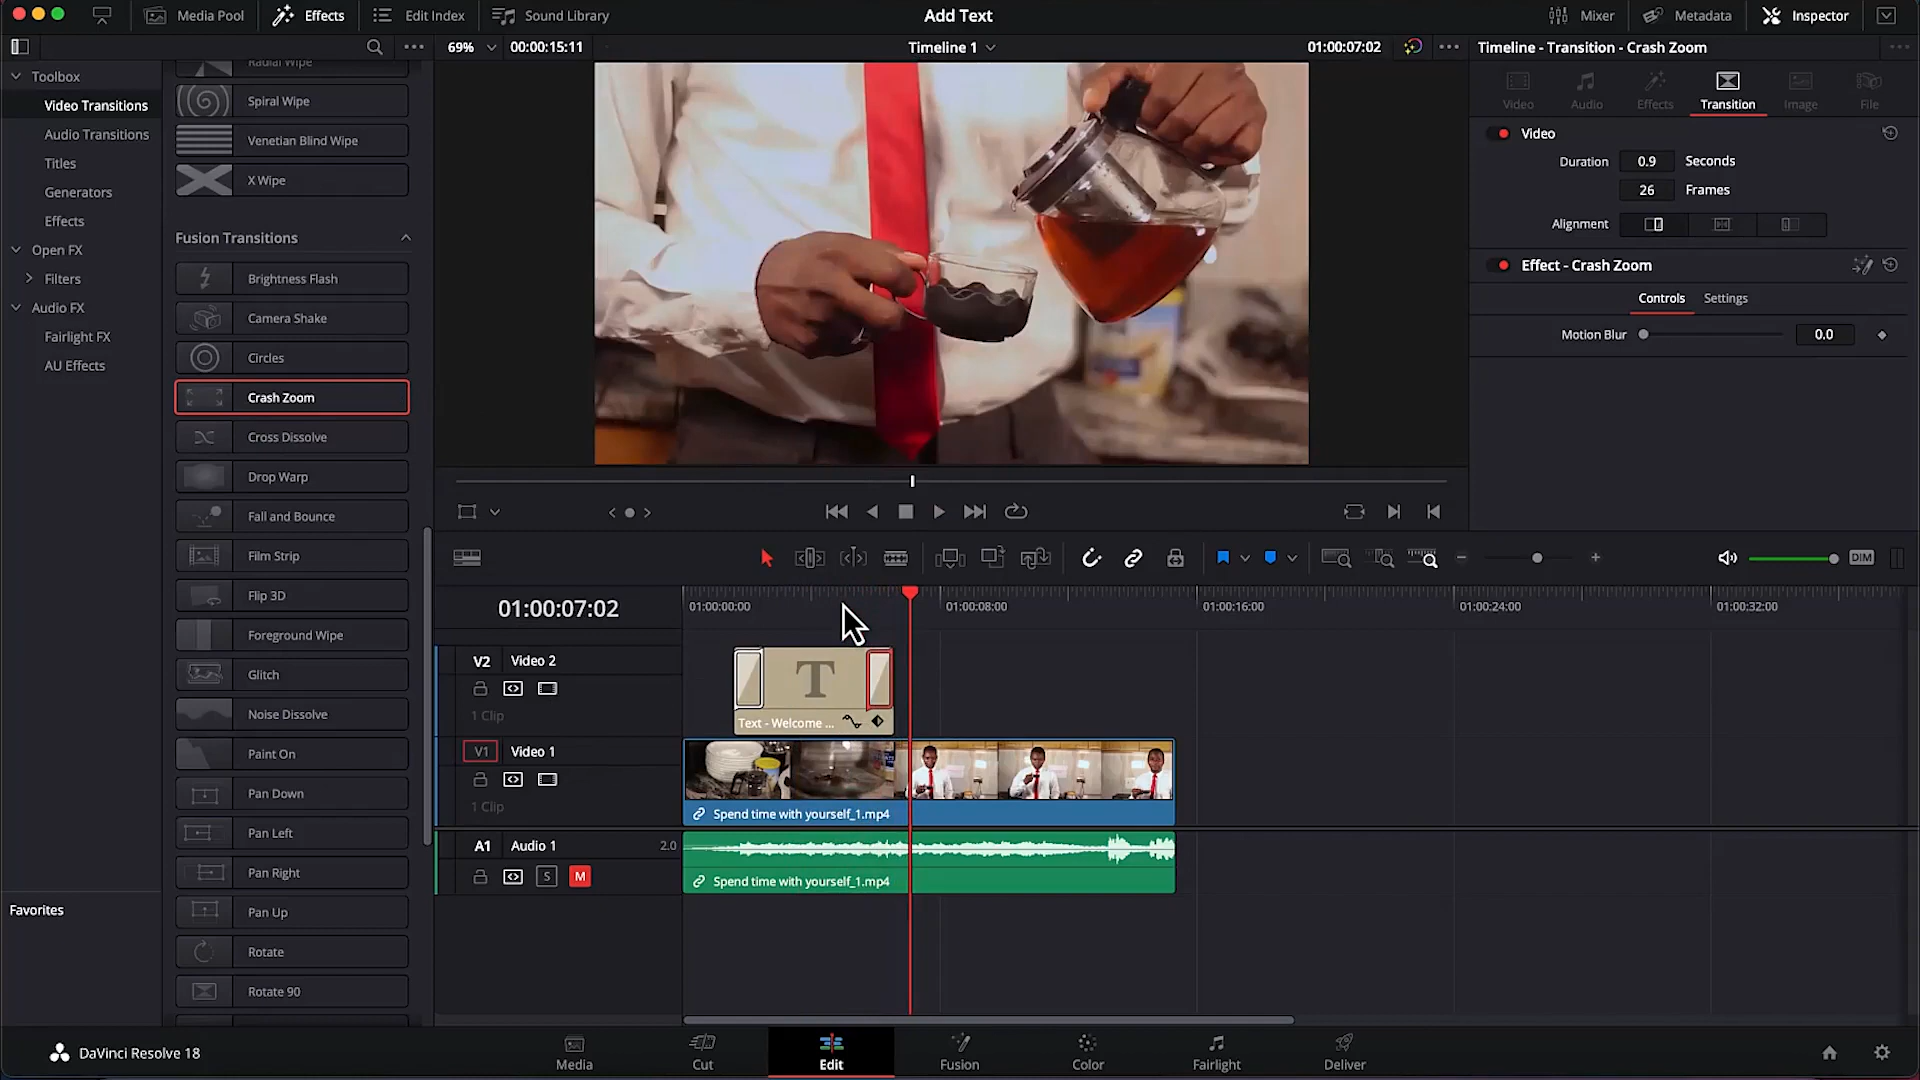 Media Pool
Effects
Edit Index
Sound Library
Add Text
Mixer
Metadata
Inspector
69%
00:00:15:11
Timeline 1
01:00:07:02
Timeline - Transition - Crash Zoom
Toolbox
Video Transitions
Audio Transitions
Titles
Generators
Effects
Open FX
Filters
Audio FX
Fairlight FX
AU Effects
Favorites
Radial Wipe
Spiral Wipe
Venetian Blind Wipe
X Wipe
Fusion Transitions
Brightness Flash
Camera Shake
Circles
Crash Zoom
Cross Dissolve
Drop Warp
Fall and Bounce
Film Strip
Flip 3D
Foreground Wipe
Glitch
Noise Dissolve
Paint On
Pan Down
Pan Left
Pan Right
Pan Up
Rotate
Rotate 90
Video
Audio
Effects
Transition
Image
File
Video
Duration 0.9 Seconds
26 Frames
Alignment
Effect - Crash Zoom
Controls
Settings
Motion Blur 0.0
DIM
01:00:07:02
01:00:00:00
01:00:08:00
01:00:16:00
01:00:24:00
01:00:32:00
V2 Video 2
1 Clip
T
Text - Welcome ...
V1 Video 1
1 Clip
Spend time with yourself_1.mp4
A1 Audio 1 2.0
S M
Spend time with yourself_1.mp4
DaVinci Resolve 18
Media
Cut
Edit
Fusion
Color
Fairlight
Deliver